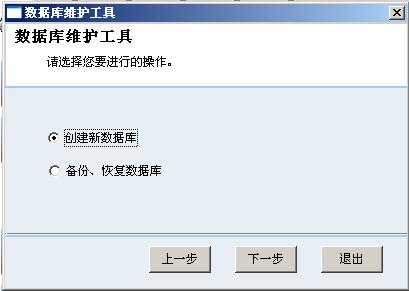 数据库维护工具
数据库维护工具
请选择您要进行的操作。
创建新数据库
备份、恢复数据库
上一步 下一步 退出